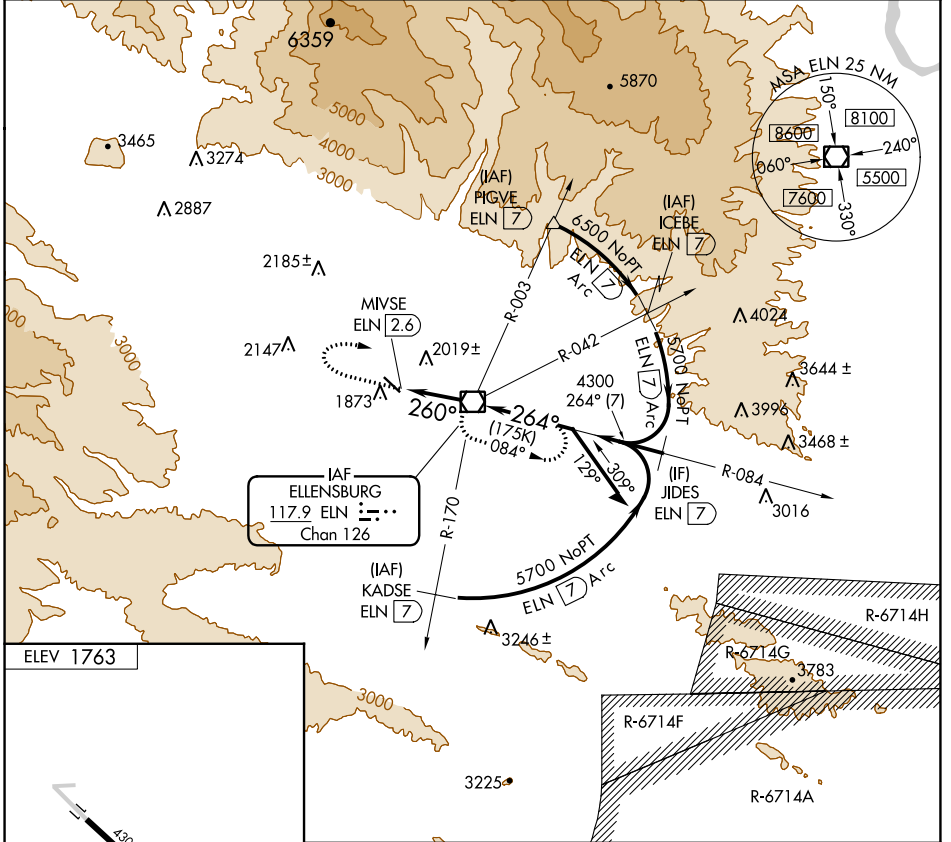 6359
5870
MSA ELN 25 NM
150°
8600
8100
060°
240°
5500
7600
330°
3465
3274
5000
4000
3000
2887
(IAF)
PIGVE
ELN 7
(IAF)
ICEBE
ELN 7
6500 NoPT
ELN 7 Arc
2185±
R-003
MIVSE
ELN 2.6
R-042
4024
000
3000
2147
2019±
5700 NoPT
ELN 7 Arc
3644±
1873
4300
264° (7)
3996
260°
264°
(175K)
084°
3468±
129°
309°
(IF)
JIDES
ELN 7
R-084
3016
IAF
ELLENSBURG
117.9 ELN
Chan 126
R-170
(IAF)
KADSE
ELN 7
5700 NoPT
ELN 7 Arc
3246±
R-6714H
ELEV 1763
R-6714G
3783
3000
R-6714F
3225
R-6714A
430